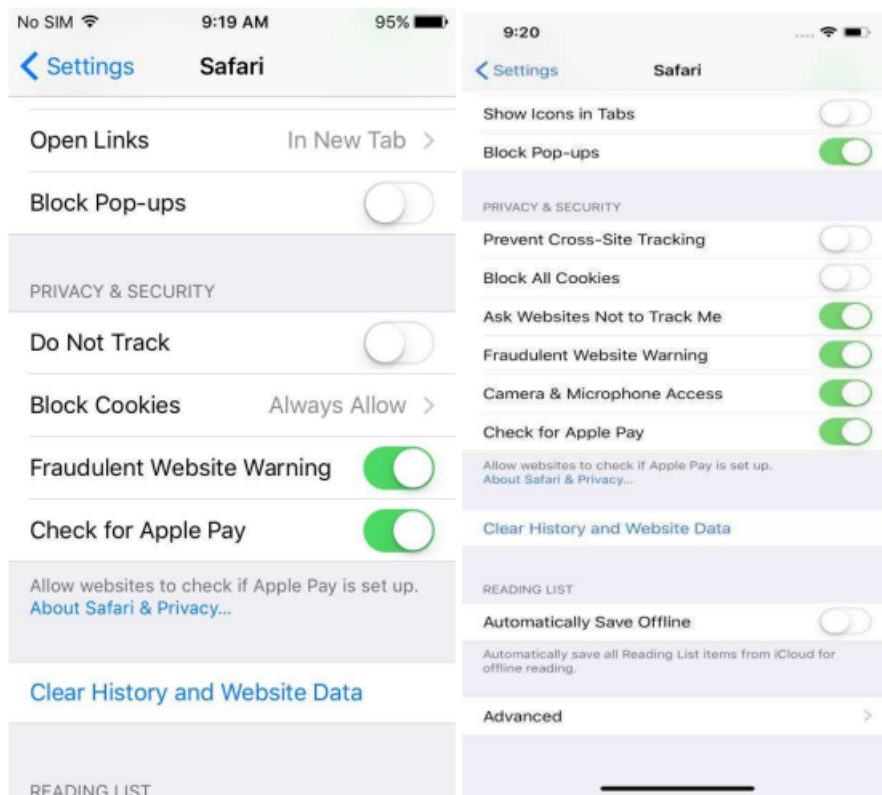 No SIM 9:19 AM 95%
Settings Safari
Open Links In New Tab
Block Pop-ups
PRIVACY & SECURITY
Do Not Track
Block Cookies Always Allow
Fraudulent Website Warning
Check for Apple Pay
Allow websites to check if Apple Pay is set up.
About Safari & Privacy...
Clear History and Website Data
READING LIST
9:20
Settings Safari
Show Icons in Tabs
Block Pop-ups
PRIVACY & SECURITY
Prevent Cross-Site Tracking
Block All Cookies
Ask Websites Not to Track Me
Fraudulent Website Warning
Camera & Microphone Access
Check for Apple Pay
Allow websites to check if Apple Pay is set up.
About Safari & Privacy...
Clear History and Website Data
READING LIST
Automatically Save Offline
Automatically save all Reading List items from iCloud for
offline reading.
Advanced